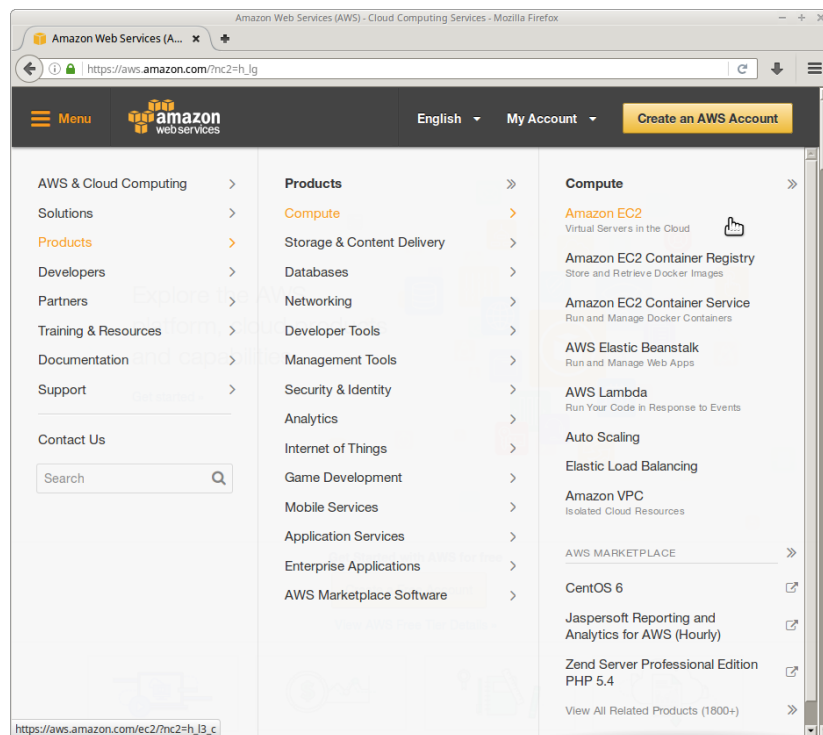 Amazon Web Services (AWS) - Cloud Computing Services - Mozilla Firefox
Amazon Web Services (A...
https://aws.amazon.com/?nc2=h_lg
Menu
amazon
webservices
English
My Account
Create an AWS Account
AWS & Cloud Computing
Solutions
Products
Developers
Partners
Training & Resources
Documentation
Support
Contact Us
Search
Products
Compute
Storage & Content Delivery
Databases
Networking
Developer Tools
Management Tools
Security & Identity
Analytics
Internet of Things
Game Development
Mobile Services
Application Services
Enterprise Applications
AWS Marketplace Software
Compute
Amazon EC2
Virtual Servers in the Cloud
Amazon EC2 Container Registry
Store and Retrieve Docker Images
Amazon EC2 Container Service
Run and Manage Docker Containers
AWS Elastic Beanstalk
Run and Manage Web Apps
AWS Lambda
Run Your Code in Response to Events
Auto Scaling
Elastic Load Balancing
Amazon VPC
Isolated Cloud Resources
AWS MARKETPLACE
CentOS 6
Jaspersoft Reporting and
Analytics for AWS (Hourly)
Zend Server Professional Edition
PHP 5.4
View All Related Products (1800+)
https://aws.amazon.com/ec2/?nc2=h_l3_c